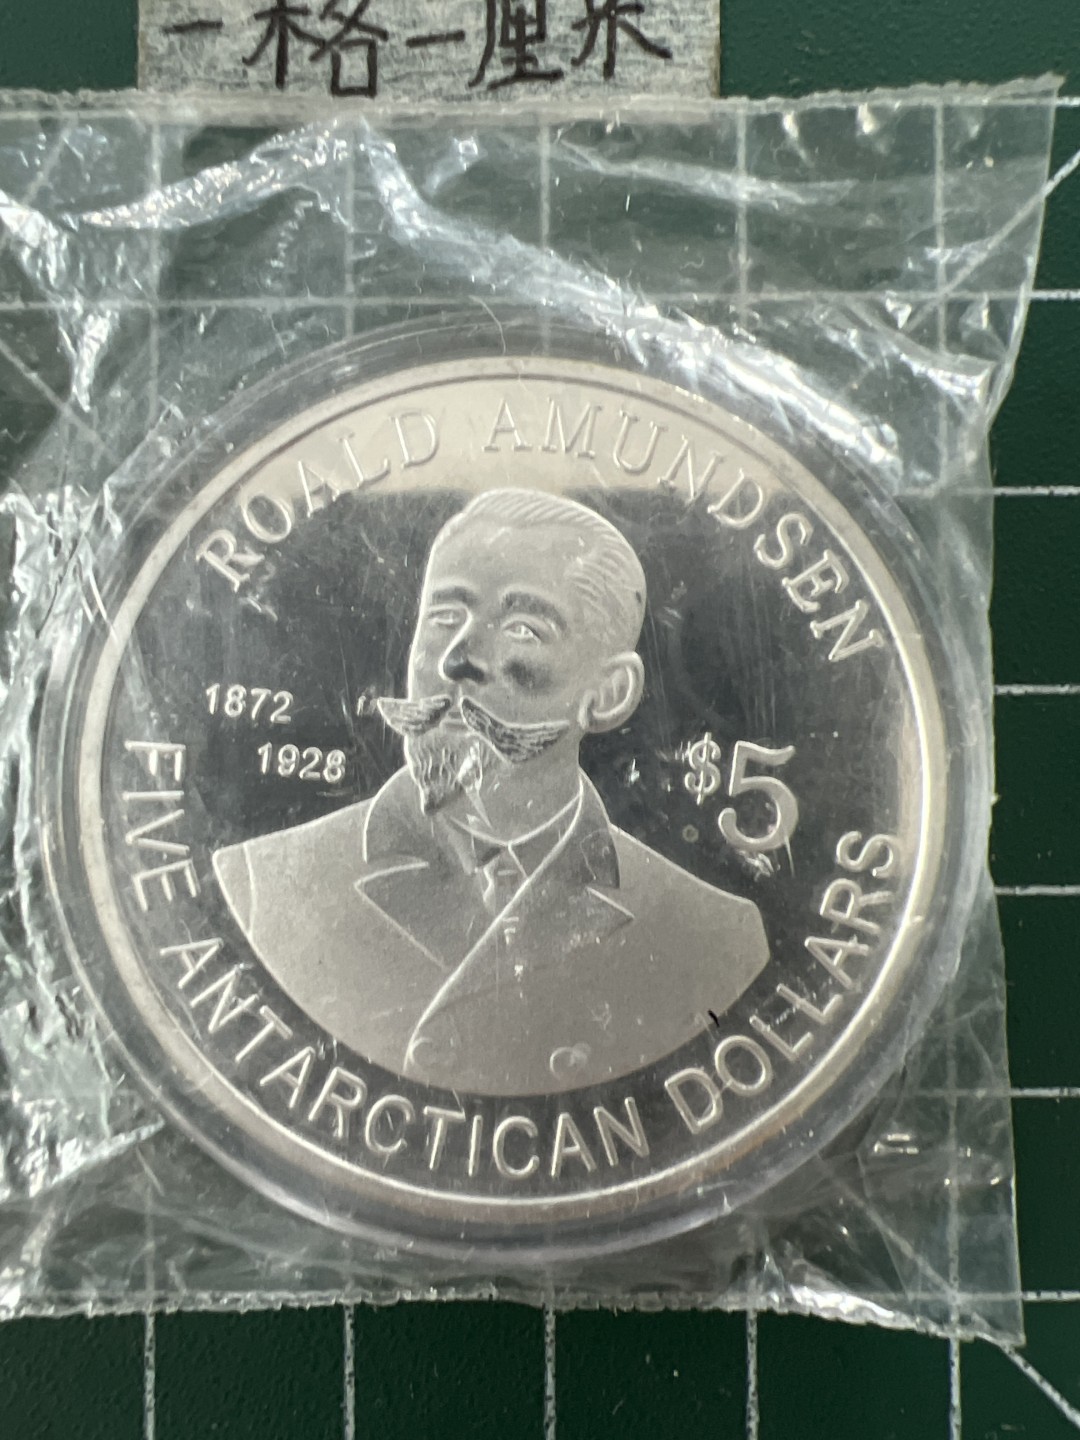 一格一厘米
ROALD AMUNDSEN
1872
1928
$5
FIVE ANTARCTICAN DOLLARS